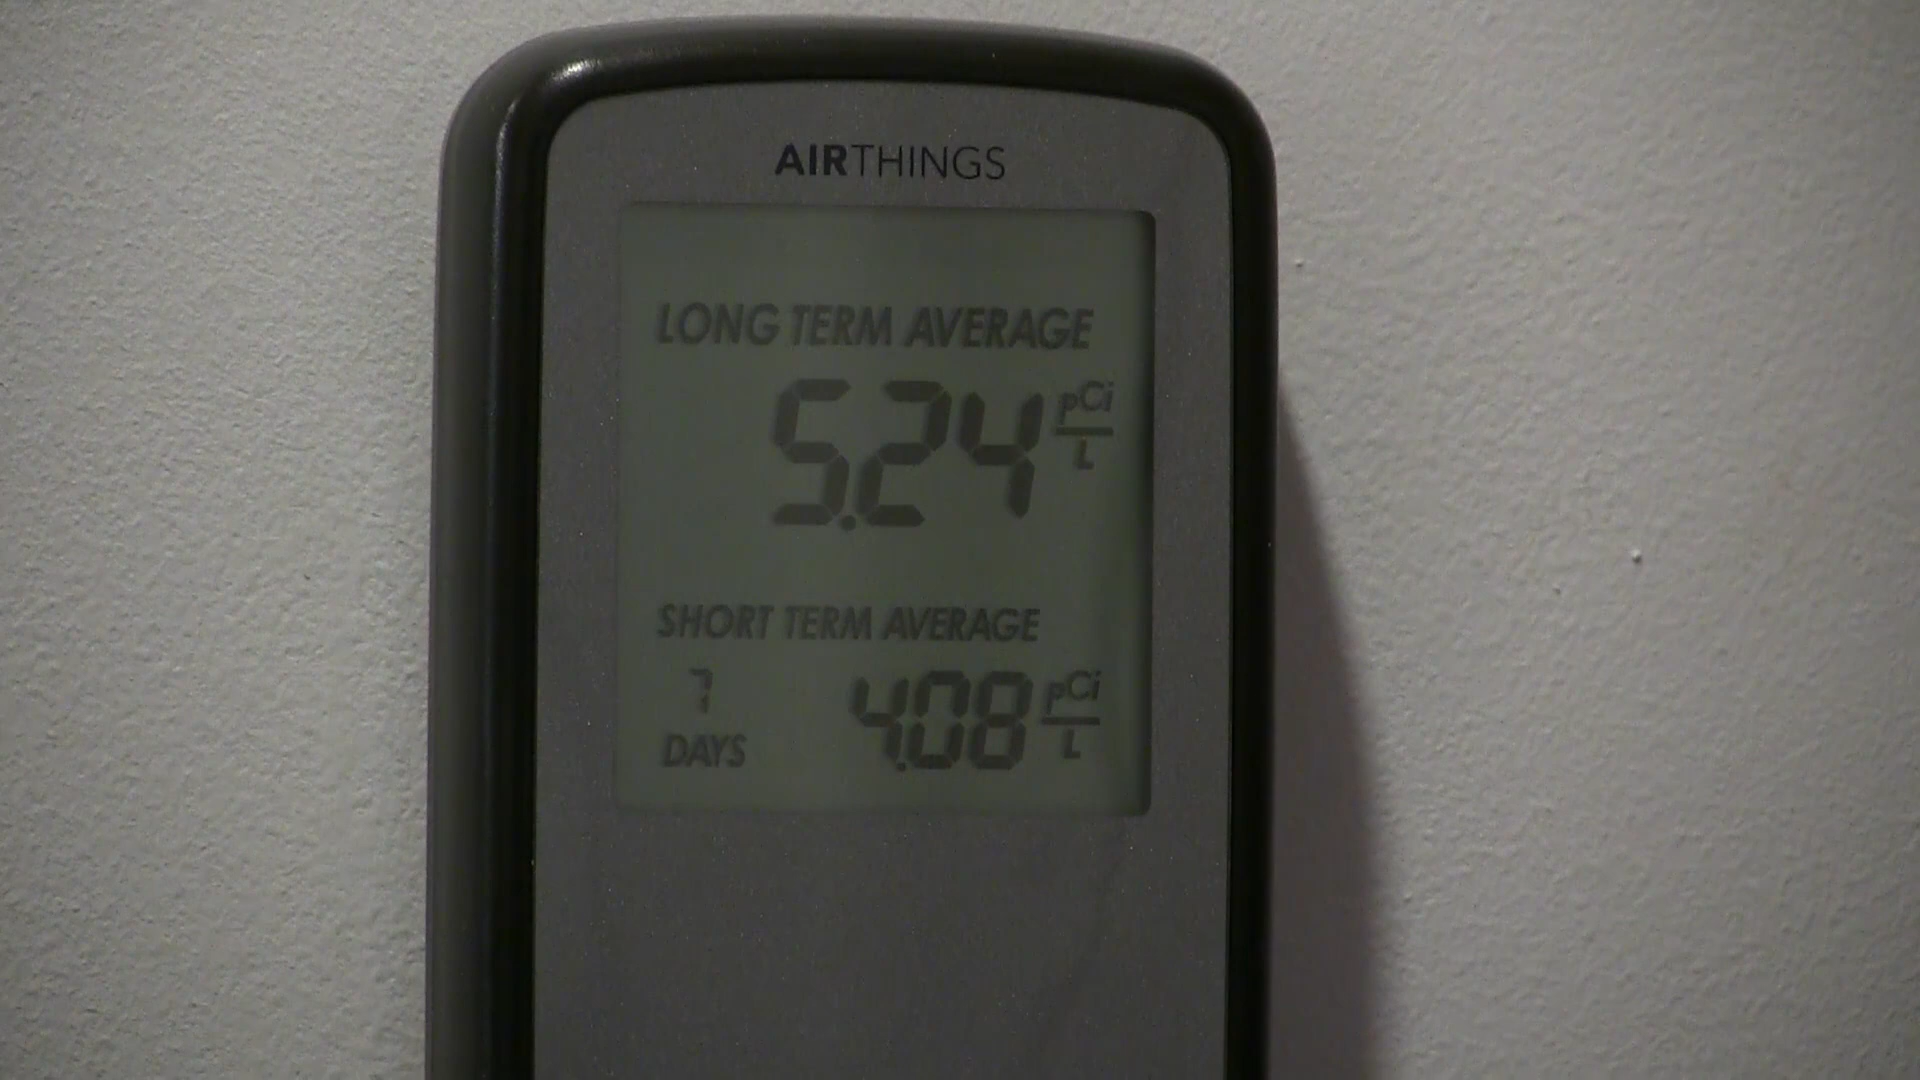 AIRTHINGS
LONG TERM AVERAGE
5.24 pCi/L
SHORT TERM AVERAGE
7 DAYS 4.08 pCi/L